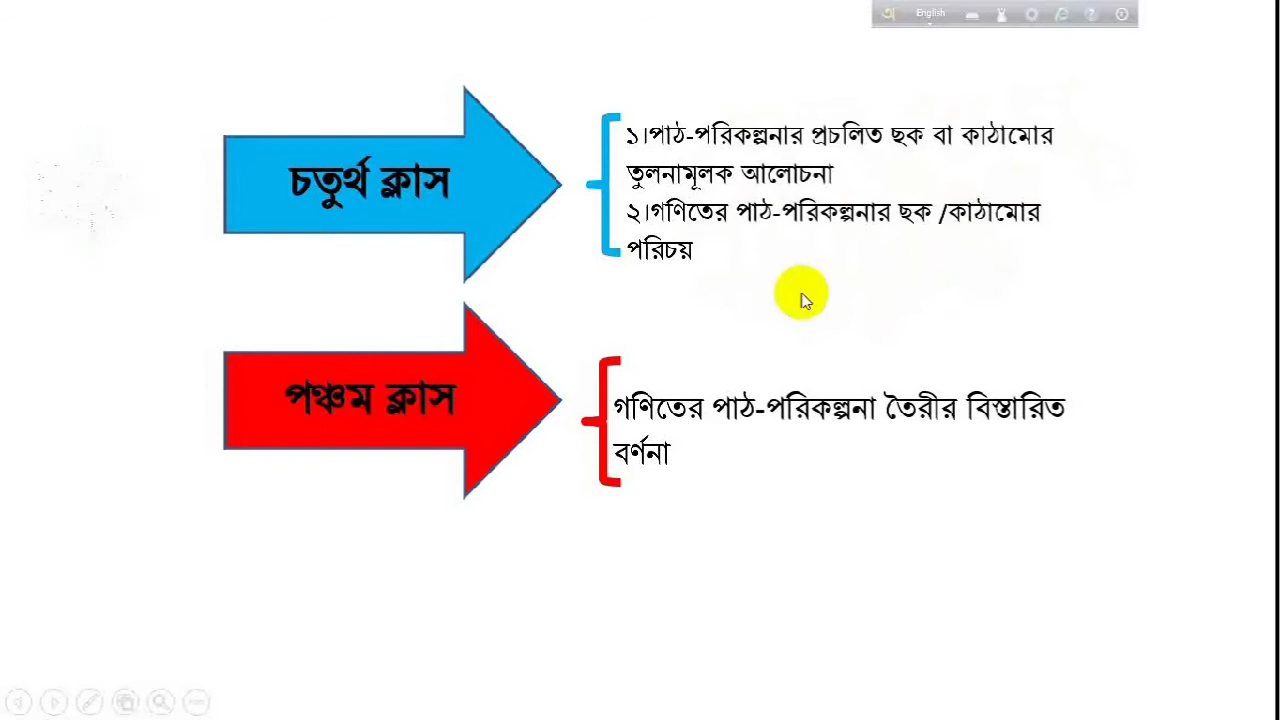 অ English
চতুর্থ ক্লাস
১।পাঠ-পরিকল্পনার প্রচলিত ছক বা কাঠামোর
তুলনামূলক আলোচনা
২।গণিতের পাঠ-পরিকল্পনার ছক /কাঠামোর
পরিচয়
পঞ্চম ক্লাস
গণিতের পাঠ-পরিকল্পনা তৈরীর বিস্তারিত
বর্ণনা